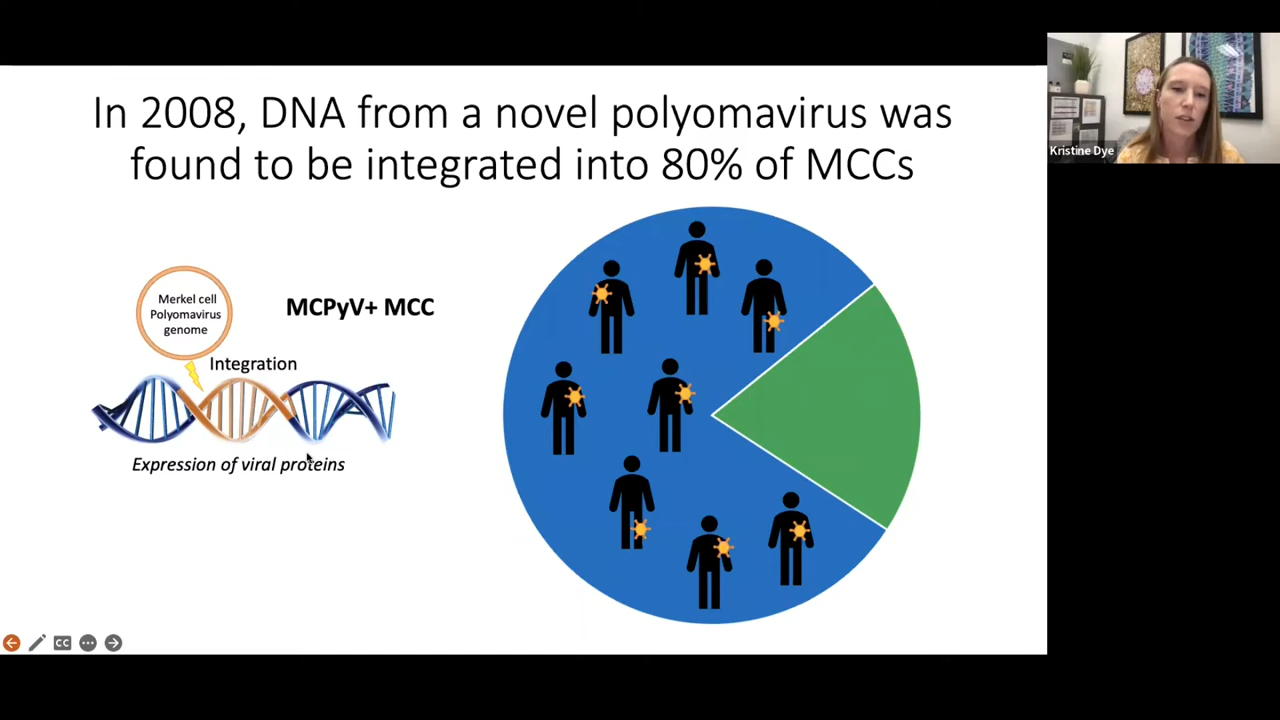 In 2008, DNA from a novel polyomavirus was
found to be integrated into 80% of MCCs
Merkel cell
Polyomavirus
genome
MCPyV+ MCC
Integration
Expression of viral proteins
Kristine Dye
CC